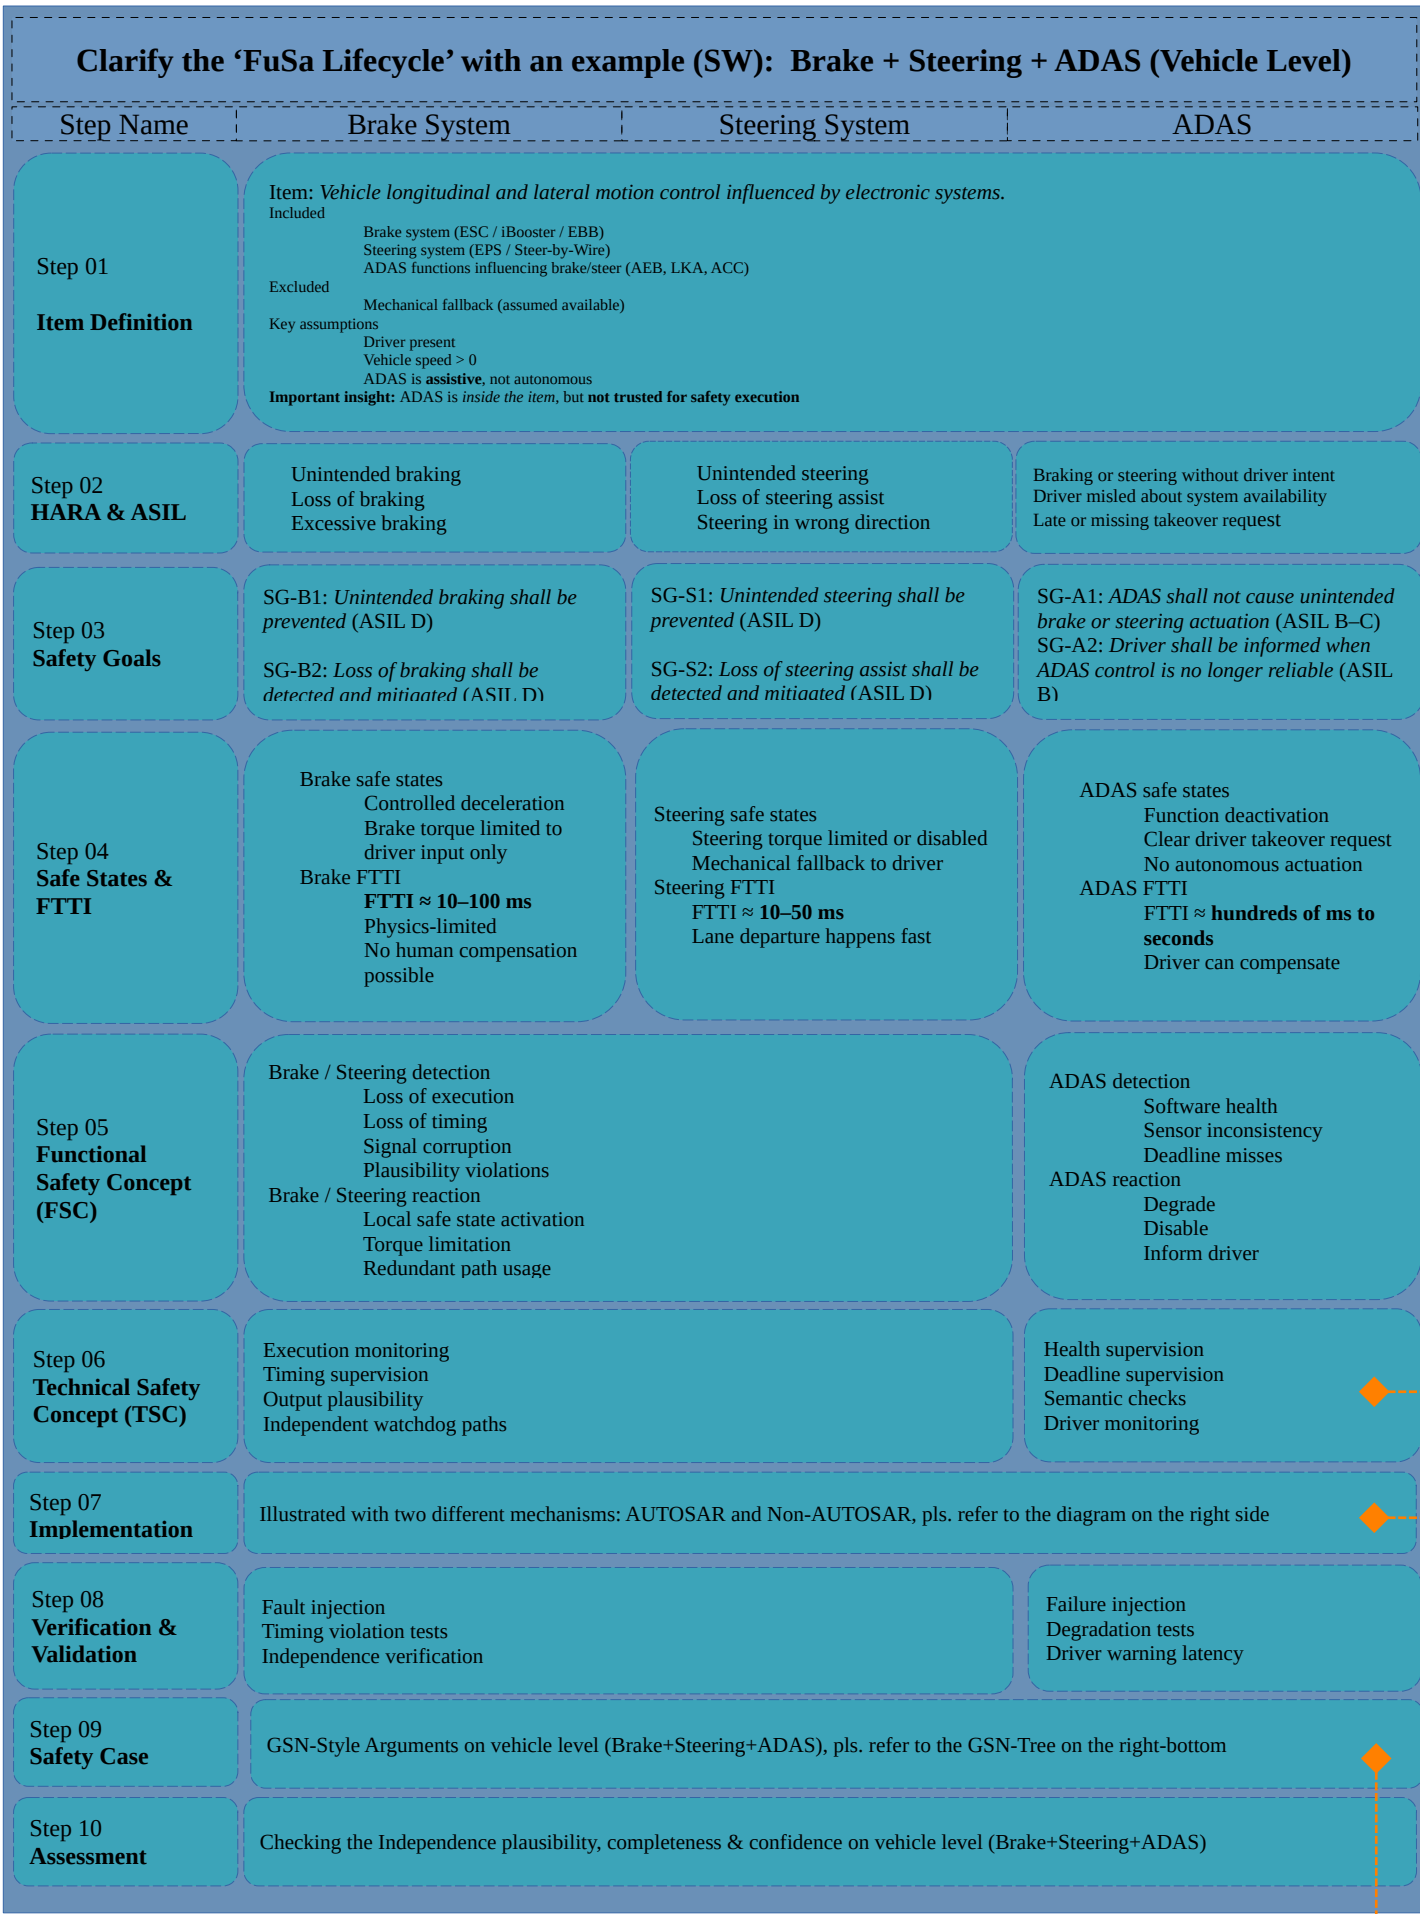 Clarify the ‘FuSa Lifecycle’ with an example (SW):  Brake + Steering + ADAS (Vehicle Level)
Step Name
Brake System
Steering System
ADAS
Step 01
Item Definition
Item: Vehicle longitudinal and lateral motion control influenced by electronic systems.
Included
Brake system (ESC / iBooster / EBB)
Steering system (EPS / Steer-by-Wire)
ADAS functions influencing brake/steer (AEB, LKA, ACC)
Excluded
Mechanical fallback (assumed available)
Key assumptions
Driver present
Vehicle speed > 0
ADAS is assistive, not autonomous
Important insight: ADAS is inside the item, but not trusted for safety execution
Step 02
HARA & ASIL
Unintended braking
Loss of braking
Excessive braking
Unintended steering
Loss of steering assist
Steering in wrong direction
Braking or steering without driver intent
Driver misled about system availability
Late or missing takeover request
Step 03
Safety Goals
SG-B1: Unintended braking shall be
prevented (ASIL D)
SG-B2: Loss of braking shall be
detected and mitigated (ASIL D)
SG-S1: Unintended steering shall be
prevented (ASIL D)
SG-S2: Loss of steering assist shall be
detected and mitigated (ASIL D)
SG-A1: ADAS shall not cause unintended
brake or steering actuation (ASIL B–C)
SG-A2: Driver shall be informed when
ADAS control is no longer reliable (ASIL
B)
Step 04
Safe States &
FTTI
Brake safe states
Controlled deceleration
Brake torque limited to
driver input only
Brake FTTI
FTTI ≈ 10–100 ms
Physics-limited
No human compensation
possible
Steering safe states
Steering torque limited or disabled
Mechanical fallback to driver
Steering FTTI
FTTI ≈ 10–50 ms
Lane departure happens fast
ADAS safe states
Function deactivation
Clear driver takeover request
No autonomous actuation
ADAS FTTI
FTTI ≈ hundreds of ms to
seconds
Driver can compensate
Step 05
Functional
Safety Concept
(FSC)
Brake / Steering detection
Loss of execution
Loss of timing
Signal corruption
Plausibility violations
Brake / Steering reaction
Local safe state activation
Torque limitation
Redundant path usage
ADAS detection
Software health
Sensor inconsistency
Deadline misses
ADAS reaction
Degrade
Disable
Inform driver
Step 06
Technical Safety
Concept (TSC)
Execution monitoring
Timing supervision
Output plausibility
Independent watchdog paths
Health supervision
Deadline supervision
Semantic checks
Driver monitoring
Step 07
Implementation
Illustrated with two different mechanisms: AUTOSAR and Non-AUTOSAR, pls. refer to the diagram on the right side
Step 08
Verification &
Validation
Fault injection
Timing violation tests
Independence verification
Failure injection
Degradation tests
Driver warning latency
Step 09
Safety Case
GSN-Style Arguments on vehicle level (Brake+Steering+ADAS), pls. refer to the GSN-Tree on the right-bottom
Step 10
Assessment
Checking the Independence plausibility, completeness & confidence on vehicle level (Brake+Steering+ADAS)